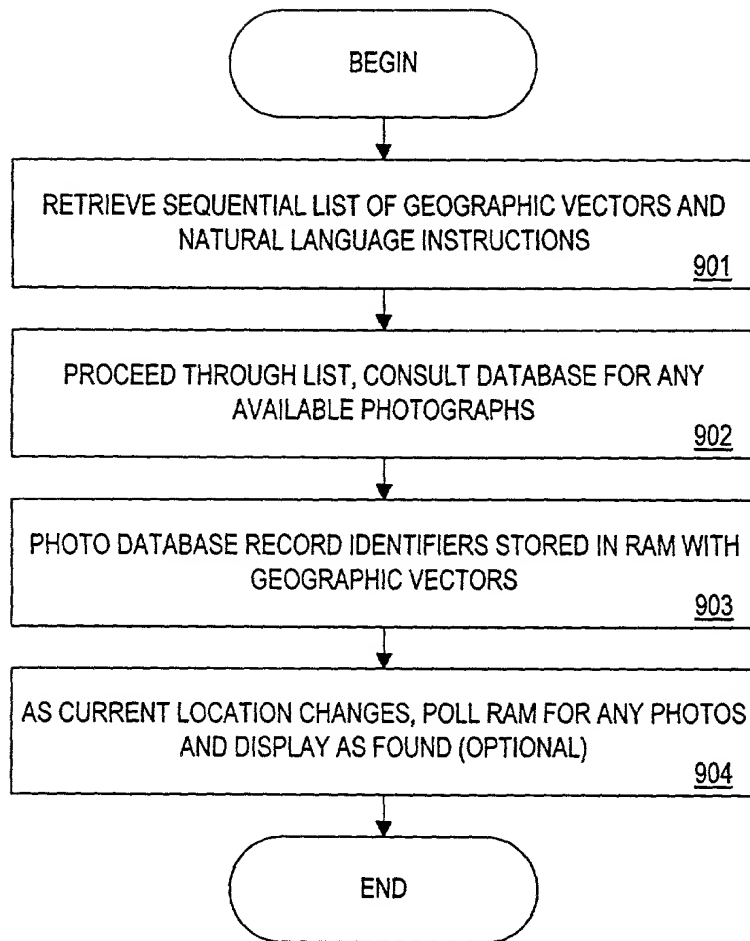 BEGIN
RETRIEVE SEQUENTIAL LIST OF GEOGRAPHIC VECTORS AND
NATURAL LANGUAGE INSTRUCTIONS
901
PROCEED THROUGH LIST, CONSULT DATABASE FOR ANY
AVAILABLE PHOTOGRAPHS
902
PHOTO DATABASE RECORD IDENTIFIERS STORED IN RAM WITH
GEOGRAPHIC VECTORS
903
AS CURRENT LOCATION CHANGES, POLL RAM FOR ANY PHOTOS
AND DISPLAY AS FOUND (OPTIONAL)
904
END